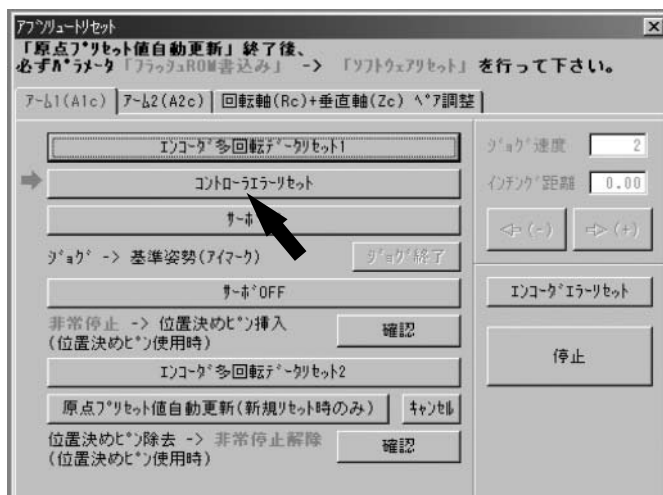 アブソリュートリセット
「原点プリセット値自動更新」終了後、
必ずパラメータ「フラッシュROM書込み」 -> 「ソフトウェアリセット」を行って下さい。
アーム1(A1c) アーム2(A2c) 回転軸(Rc)+垂直軸(Zc) ペア調整
エンコーダ多回転データリセット1
コントローラエラーリセット
サーボ
ジョグ -> 基準姿勢(アイマーク) ジョグ終了
サーボOFF
非常停止 -> 位置決めピン挿入
(位置決めピン使用時) 確認
エンコーダ多回転データリセット2
原点プリセット値自動更新(新規リセット時のみ) キャンセル
位置決めピン除去 -> 非常停止解除
(位置決めピン使用時) 確認
ジョグ速度 2
インチング距離 0.00
(-) (+)
エンコーダエラーリセット
停止